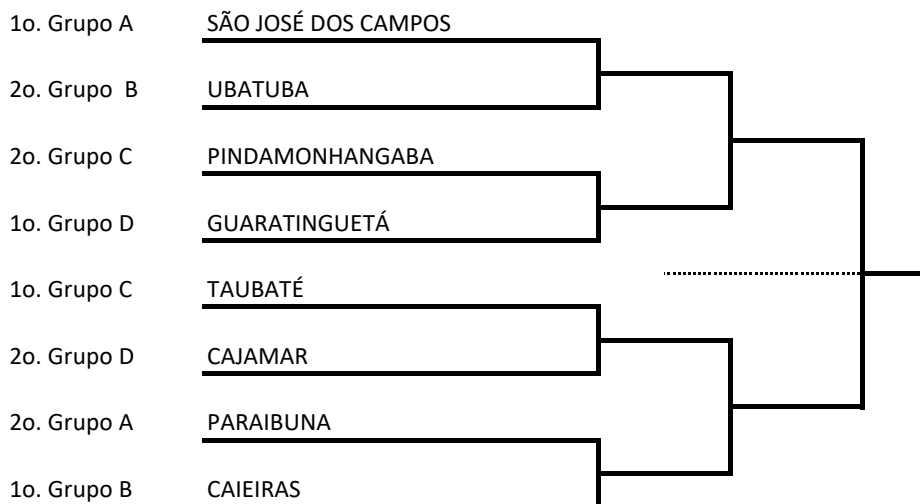 1o. Grupo A SÃO JOSÉ DOS CAMPOS
2o. Grupo B UBATUBA
2o. Grupo C PINDAMONHANGABA
1o. Grupo D GUARATINGUETÁ
1o. Grupo C TAUBATÉ
2o. Grupo D CAJAMAR
2o. Grupo A PARAIBUNA
1o. Grupo B CAIEIRAS